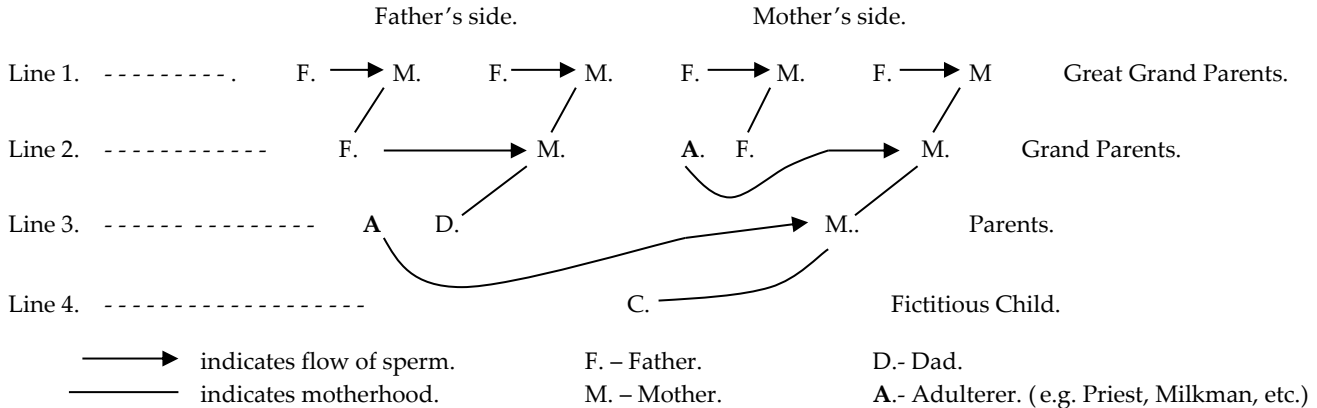 Father's side. Mother's side.
Line 1. - - - - - - - - - . F. M. F. M. F. M. F. M Great Grand Parents.
Line 2. - - - - - - - - - - - - F. M. A. F. M. Grand Parents.
Line 3. - - - - - - - - - - - - - - - A D. M.. Parents.
Line 4. - - - - - - - - - - - - - - - - - - - C. Fictitious Child.
indicates flow of sperm. F. – Father. D.- Dad.
indicates motherhood. M. – Mother. A.- Adulterer. (e.g. Priest, Milkman, etc.)